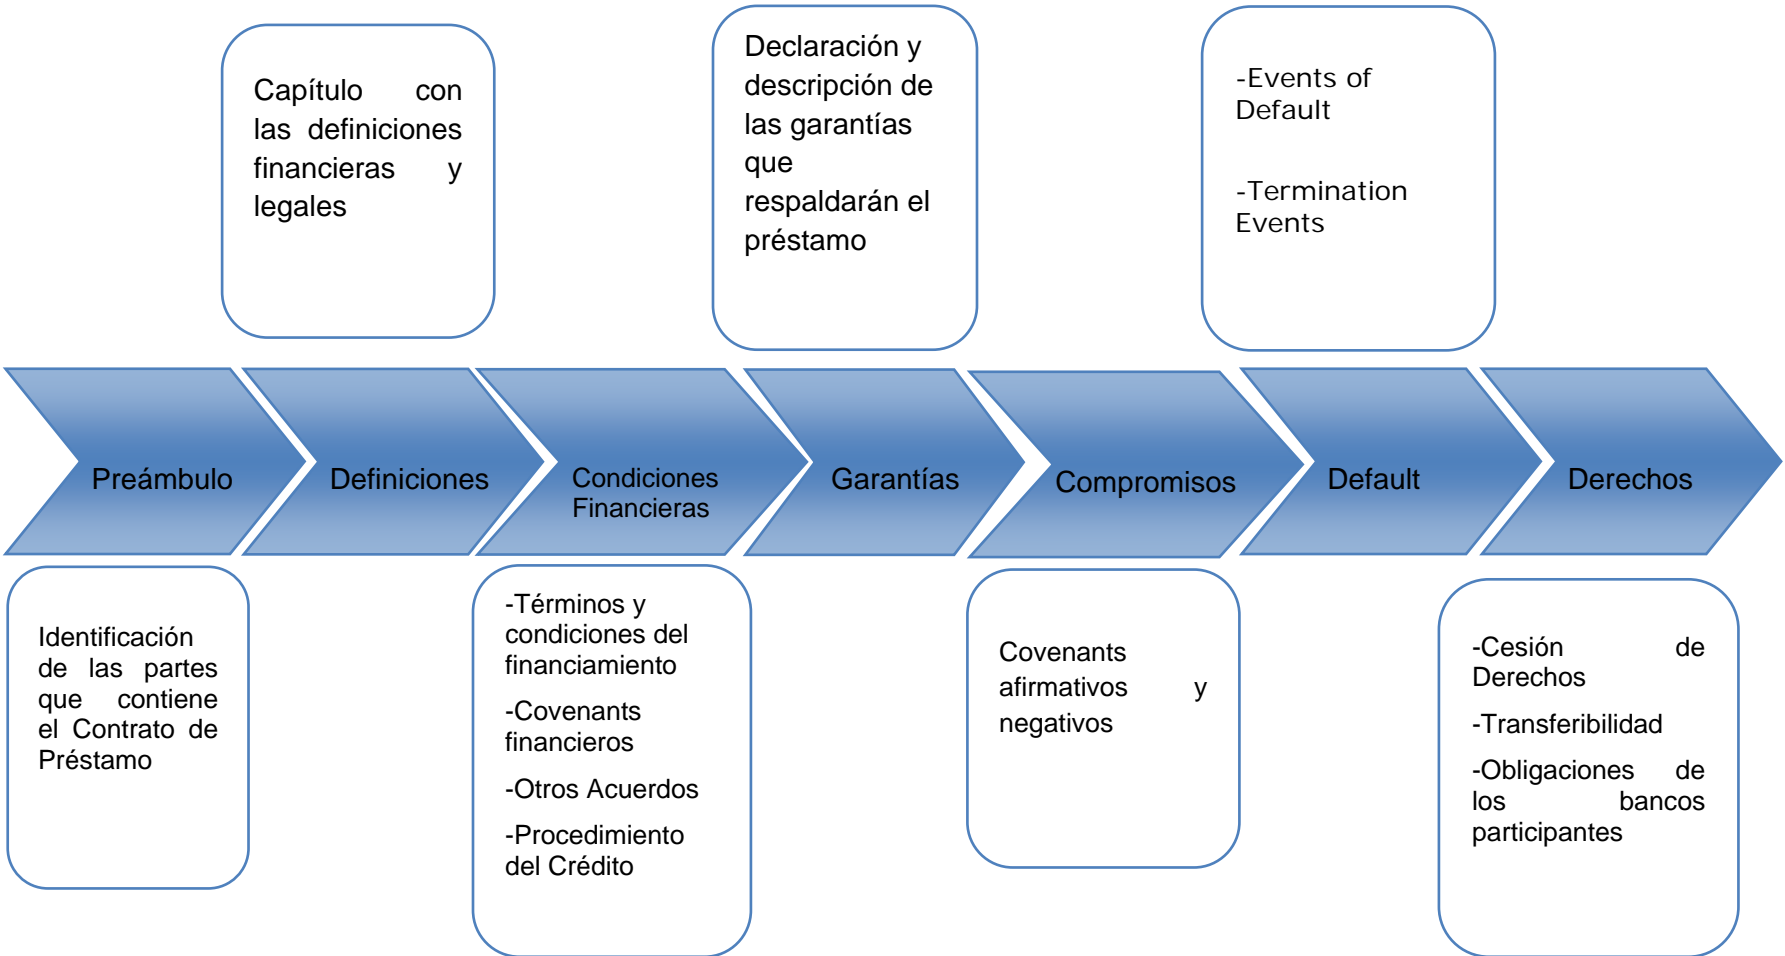 Capítulo con
las definiciones
financieras y
legales
Declaración y
descripción de
las garantías
que
respaldarán el
préstamo
-Events of
Default
-Termination
Events
Preámbulo
Definiciones
Condiciones
Financieras
Garantías
Compromisos
Default
Derechos
Identificación
de las partes
que contiene
el Contrato de
Préstamo
-Términos y
condiciones del
financiamiento
-Covenants
financieros
-Otros Acuerdos
-Procedimiento
del Crédito
Covenants
afirmativos y
negativos
-Cesión de
Derechos
-Transferibilidad
-Obligaciones de
los bancos
participantes